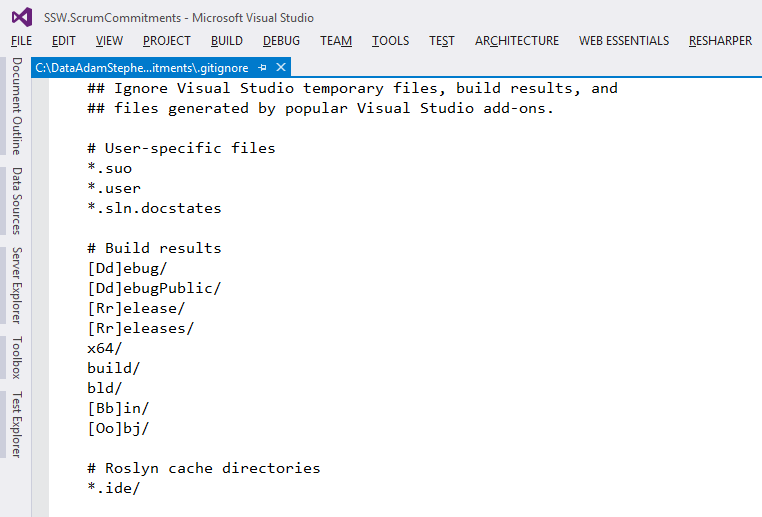 SSW.ScrumCommitments - Microsoft Visual Studio
FILE EDIT VIEW PROJECT BUILD DEBUG TEAM TOOLS TEST ARCHITECTURE WEB ESSENTIALS RESHARPER
C:\DataAdamStephe...itments\.gitignore
Document Outline
Data Sources
Server Explorer
Toolbox
Test Explorer
## Ignore Visual Studio temporary files, build results, and
## files generated by popular Visual Studio add-ons.
# User-specific files
*.suo
*.user
*.sln.docstates
# Build results
[Dd]ebug/
[Dd]ebugPublic/
[Rr]elease/
[Rr]eleases/
x64/
build/
bld/
[Bb]in/
[Oo]bj/
# Roslyn cache directories
*.ide/